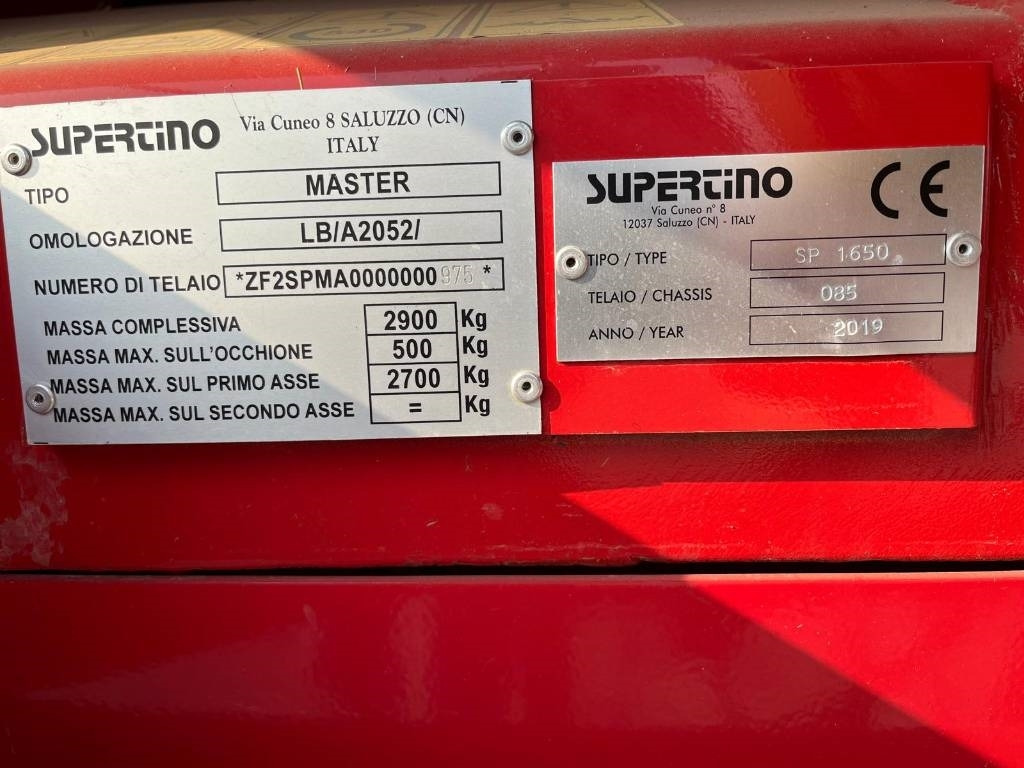 SUPERTINO Via Cuneo 8 SALUZZO (CN)
ITALY
TIPO MASTER
OMOLOGAZIONE LB/A2052/
NUMERO DI TELAIO *ZF2SPMA0000000975*
MASSA COMPLESSIVA 2900 Kg
MASSA MAX. SULL'OCCHIONE 500 Kg
MASSA MAX. SUL PRIMO ASSE 2700 Kg
MASSA MAX. SUL SECONDO ASSE = Kg
SUPERTINO CE
Via Cuneo n° 8
12037 Saluzzo (CN) - ITALY
TIPO / TYPE SP 1650
TELAIO / CHASSIS 085
ANNO / YEAR 2019